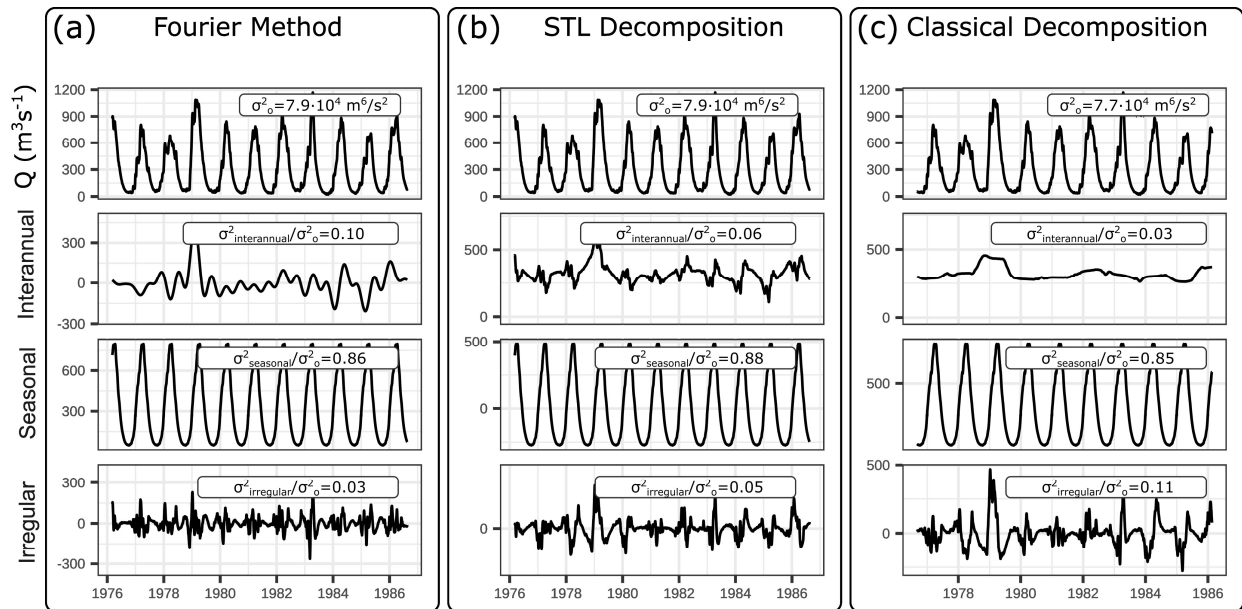 (a) Fourier Method
(b) STL Decomposition
(c) Classical Decomposition
Q (m³s⁻¹)
1200
900
600
300
0
σ²ₒ=7.9·10⁴ m⁶/s²
1200
900
600
300
0
σ²ₒ=7.9·10⁴ m⁶/s²
1200
900
600
300
0
σ²ₒ=7.7·10⁴ m⁶/s²
Interannual
300
0
-300
σ²interannual/σ²ₒ=0.10
500
0
σ²interannual/σ²ₒ=0.06
500
0
σ²interannual/σ²ₒ=0.03
Seasonal
600
300
σ²seasonal/σ²ₒ=0.86
500
0
σ²seasonal/σ²ₒ=0.88
500
σ²seasonal/σ²ₒ=0.85
Irregular
300
0
-300
σ²irregular/σ²ₒ=0.03
0
σ²irregular/σ²ₒ=0.05
500
0
σ²irregular/σ²ₒ=0.11
1976 1978 1980 1982 1984 1986
1976 1978 1980 1982 1984 1986
1978 1980 1982 1984 1986